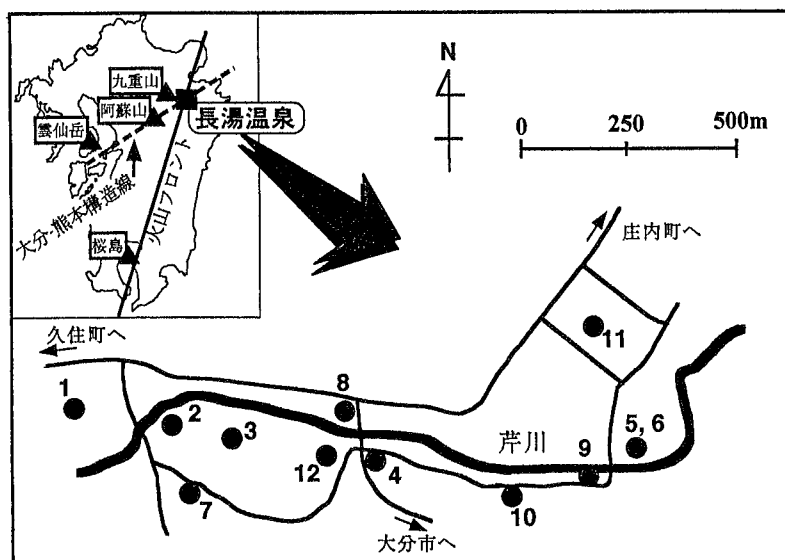 九重山
阿蘇山
雲仙岳
長湯温泉
大分-熊本構造線
火山フロント
桜島
N
0 250 500m
庄内町へ
久住町へ
1
2
3
4
5, 6
7
8
9
10
11
12
芹川
大分市へ